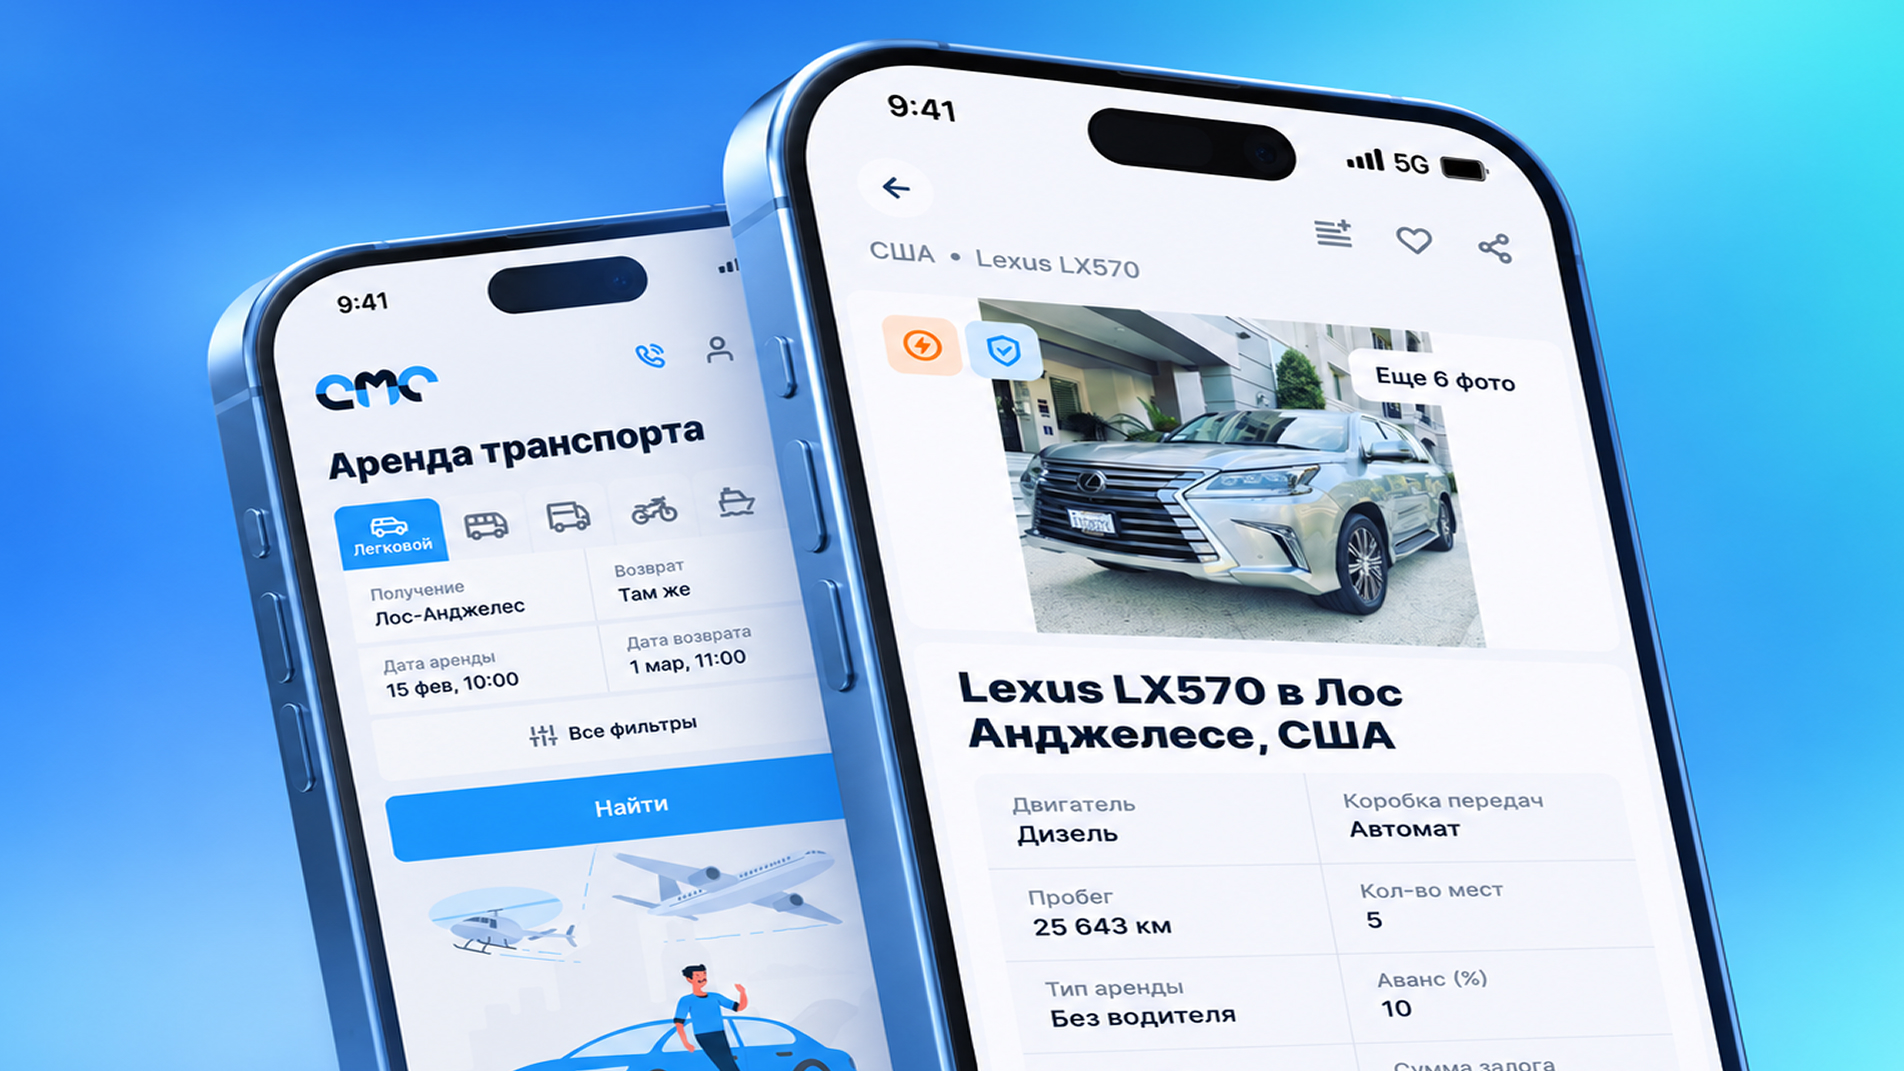 9:41
смс
Аренда транспорта
Легковой
Получение
Лос-Анджелес
Возврат
Там же
Дата аренды
15 фев, 10:00
Дата возврата
1 мар, 11:00
Все фильтры
Найти
9:41
5G
США • Lexus LX570
Еще 6 фото
Lexus LX570 в Лос
Анджелесе, США
Двигатель
Дизель
Коробка передач
Автомат
Пробег
25 643 км
Кол-во мест
5
Тип аренды
Без водителя
Аванс (%)
10
Сумма залога